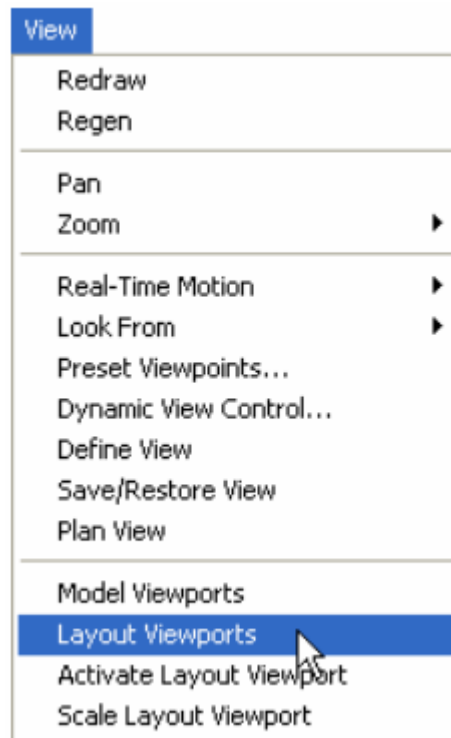 View
Redraw
Regen
Pan
Zoom
Real-Time Motion
Look From
Preset Viewpoints...
Dynamic View Control...
Define View
Save/Restore View
Plan View
Model Viewports
Layout Viewports
Activate Layout Viewport
Scale Layout Viewport